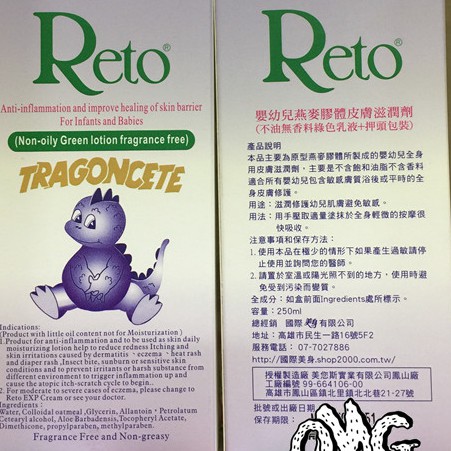 Reto®
Anti-inflammation and improve healing of skin barrier
For Infants and Babies
(Non-oily Green lotion fragrance free)
TRAGONCETE
Indications:
(Product with little oil content not for Moisturization)
1.Product for anti-inflammation and to be used as skin daily
moisturizing lotion help to reduce redness Itching and
skin irritations caused by dermatitis、eczema、heat rash
and diaper rash ,Insect bite, sunburn or sensitive skin
conditions and to prevent irritants or harsh substance from
different environment to trigger inflammation up and
cause the atopic itch-scratch cycle to begin..
2. For moderate to severe cases of eczema, please change to
Reto EXP Cream or see your doctor.
Ingredients:
Water, Colloidal oatmeal ,Glycerin, Allantoin、Petrolatum
Cetearyl alcohol, Aloe Barbadensis, Tocopheryl Acetate,
Dimethicone, propylparaben, methylparaben.
Fragrance Free and Non-greasy
Reto®
嬰幼兒燕麥膠體皮膚滋潤劑
(不油無香料綠色乳液+押頭包裝)
產品說明
本品主要為原型燕麥膠體所製成的嬰幼兒全身
用皮膚滋潤劑，主要是不含飽和油脂不含香料
適合所有嬰幼兒包含敏感膚質浴後或平時的全
身皮膚修護。
用途：滋潤修護幼兒肌膚避免敏感。
用法：用手壓取適量塗抹於全身輕微的按摩很
快吸收。
注意事項和保存方法：
1. 使用本品在極少的情形下如果產生過敏請停
止使用並詢問您的醫師。
2. 請置於室溫或陽光照不到的地方，使用時避
免受到污染而變質。
全成分：如盒前面Ingredients處所標示。
容量：250ml
總經銷 國際 有限公司
地址：高雄市民生一路16號5F2
服務電話：07-7027886
http://國際美身.shop2000.com.tw/
授權製造廠 美您斯實業有限公司鳳山廠
工廠編號 99-664106-00
高雄市鳳山區鎮北里鎮北北巷21-27號
批號或出廠日期
保存期限：
OMG